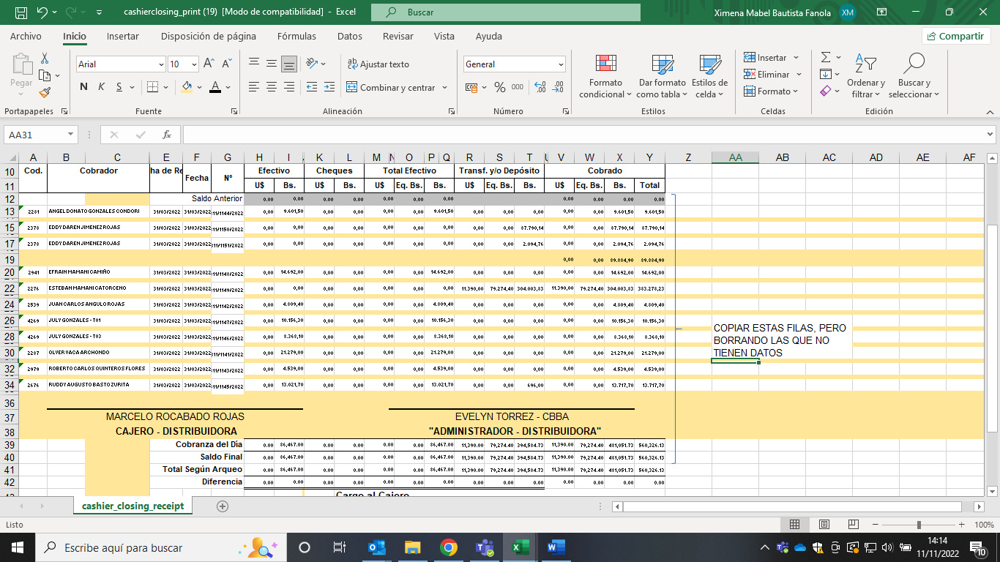 cashierclosing_print (19) [Modo de compatibilidad] - Excel
Buscar
Ximena Mabel Bautista Fanola
XM
Archivo Inicio Insertar Disposición de página Fórmulas Datos Revisar Vista Ayuda
Compartir
Pegar
Arial 10
Ajustar texto
General
Insertar
N K S
Combinar y centrar
% 000
Formato condicional
Dar formato como tabla
Estilos de celda
Eliminar
Formato
Ordenar y filtrar
Buscar y seleccionar
Portapapeles Fuente Alineación Número Estilos Celdas Edición
AA31
fx
A B C E F G H I K L M N O P Q R S T U V W X Y Z AA AB AC AD AE AF
10 Cod. Cobrador ha de Re Fecha Nº Efectivo Cheques Total Efectivo Transf. y/o Depósito Cobrado
11 U$ Bs. U$ Bs. U$ Eq. Bs. Bs. U$ Eq. Bs. Bs. U$ Eq. Bs. Bs. Total
12 Saldo Anterior 0,00 0,00 0,00 0,00 0,00 0,00 0,00 0,00 0,00 0,00 0,00
13 2281 ANGEL DONATO GONZALES CONDORI 31/03/2022 31/03/2022 :11/1144/2022 0,00 9.601,50 0,00 0,00 0,00 0,00 9.601,50 0,00 0,00 0,00 0,00 0,00 9.601,50 9.601,50
15 2378 EDDY DAREN JIMENEZ ROJAS 31/03/2022 31/03/2022 :11/1150/2022 0,00 0,00 0,00 0,00 0,00 0,00 0,00 0,00 0,00 87.790,14 0,00 0,00 87.790,14 87.790,14
17 2378 EDDY DAREN JIMENEZ ROJAS 31/03/2022 31/03/2022 :11/1151/2022 0,00 0,00 0,00 0,00 0,00 0,00 0,00 0,00 0,00 2.094,76 0,00 0,00 2.094,76 2.094,76
19 0,00 0,00 89.884,90 89.884,90
20 2941 EFRAIN MAMANI CAMIÑO 31/03/2022 31/03/2022 :11/1148/2022 0,00 14.692,00 0,00 0,00 0,00 0,00 14.692,00 0,00 0,00 0,00 0,00 0,00 14.692,00 14.692,00
22 2276 ESTEBAN MAMANI CATORCENO 31/03/2022 31/03/2022 :11/1149/2022 0,00 0,00 0,00 0,00 0,00 0,00 0,00 11.390,00 79.274,40 304.003,83 11.390,00 79.274,40 304.003,83 383.278,23
24 2539 JUAN CARLOS ANGULO ROJAS 31/03/2022 31/03/2022 :11/1142/2022 0,00 4.809,40 0,00 0,00 0,00 0,00 4.809,40 0,00 0,00 0,00 0,00 0,00 4.809,40 4.809,40
26 4269 JULY GONZALES - T01 31/03/2022 31/03/2022 :11/1147/2022 0,00 10.156,30 0,00 0,00 0,00 0,00 10.156,30 0,00 0,00 0,00 0,00 0,00 10.156,30 10.156,30
28 4269 JULY GONZALES - T03 31/03/2022 31/03/2022 :11/1146/2022 0,00 8.368,10 0,00 0,00 0,00 0,00 8.368,10 0,00 0,00 0,00 0,00 0,00 8.368,10 8.368,10
30 2287 OLVER VACA ARCHONDO 31/03/2022 31/03/2022 :11/1141/2022 0,00 21.279,00 0,00 0,00 0,00 0,00 21.279,00 0,00 0,00 0,00 0,00 0,00 21.279,00 21.279,00
32 2979 ROBERTO CARLOS QUINTEROS FLORES 31/03/2022 31/03/2022 :11/1143/2022 0,00 4.539,00 0,00 0,00 0,00 0,00 4.539,00 0,00 0,00 0,00 0,00 0,00 4.539,00 4.539,00
34 2676 RUDDY AUGUSTO BASTO ZURITA 31/03/2022 31/03/2022 :11/1145/2022 0,00 13.021,70 0,00 0,00 0,00 0,00 13.021,70 0,00 0,00 696,00 0,00 0,00 13.717,70 13.717,70
COPIAR ESTAS FILAS, PERO
BORRANDO LAS QUE NO
TIENEN DATOS
36
37 MARCELO ROCABADO ROJAS EVELYN TORREZ - CBBA
38 CAJERO - DISTRIBUIDORA "ADMINISTRADOR - DISTRIBUIDORA"
39 Cobranza del Día 0.00 86,467.00 0.00 0.00 0.00 0.00 86,467.00 11,390.00 79,274.40 394,584.73 11,390.00 79,274.40 481,051.73 560,326.13
40 Saldo Final 0.00 86,467.00 0.00 0.00 0.00 0.00 86,467.00 11,390.00 79,274.40 394,584.73 11,390.00 79,274.40 481,051.73 560,326.13
41 Total Según Arqueo 0.00 86,467.00 0.00 0.00 0.00 0.00 86,467.00 11,390.00 79,274.40 394,584.73 11,390.00 79,274.40 481,051.73 560,326.13
42 Diferencia 0.00 0.00 0.00 0.00 0.00 0.00 0.00 0.00 0.00 0.00 0.00 0.00 0.00 0.00
Cargo al Cajero
cashier_closing_receipt
Listo
100%
Escribe aquí para buscar
14:14
11/11/2022
10